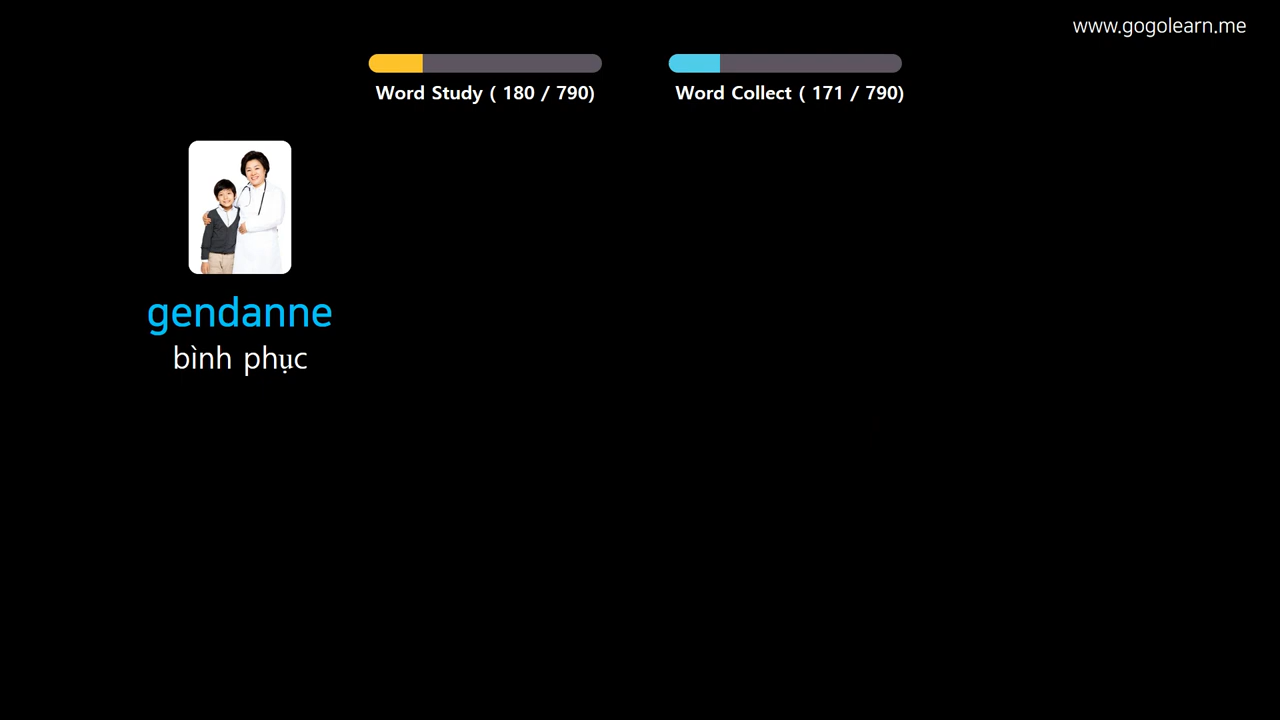 www.gogolearn.me
Word Study ( 180 / 790)
Word Collect ( 171 / 790)
gendanne
bình phục